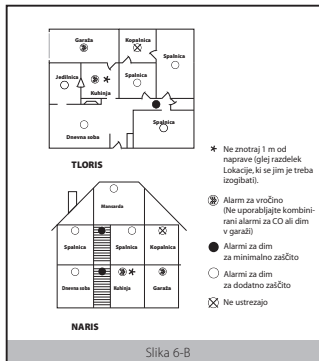 Garaža
Kopalnica
Spalnica
Jedilnica
Kuhinja
Spalnica
Dnevna soba
Spalnica
TLORIS
* Ne znotraj 1 m od
naprave (glej razdelek
Lokacije, ki se jim je treba
izogibati).
Alarm za vročino
(Ne uporabljajte kombini-
rani alarmi za CO ali dim
v garaži)
Alarmi za dim
za minimalno zaščito
Alarmi za dim
za dodatno zaščito
Ne ustrezajo
Mansarda
Spalnica
Spalnica
Kopalnica
Dnevna soba
Kuhinja
Garaža
NARIS
Slika 6-B